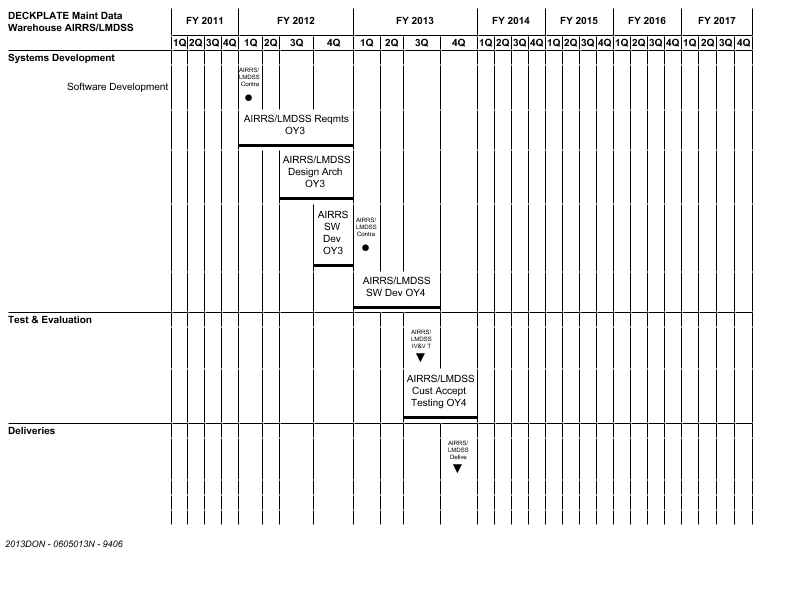 DECKPLATE Maint Data
Warehouse AIRRS/LMDSS
FY 2011 FY 2012 FY 2013 FY 2014 FY 2015 FY 2016 FY 2017
1Q 2Q 3Q 4Q 1Q 2Q 3Q 4Q 1Q 2Q 3Q 4Q 1Q 2Q 3Q 4Q 1Q 2Q 3Q 4Q 1Q 2Q 3Q 4Q 1Q 2Q 3Q 4Q
Systems Development
Software Development
AIRRS/
LMDSS
Contra
AIRRS/LMDSS Reqmts
OY3
AIRRS/LMDSS
Design Arch
OY3
AIRRS
SW
Dev
OY3
AIRRS/
LMDSS
Contra
AIRRS/LMDSS
SW Dev OY4
Test & Evaluation
AIRRS/
LMDSS
IV&V T
AIRRS/LMDSS
Cust Accept
Testing OY4
Deliveries
AIRRS/
LMDSS
Delive
2013DON - 0605013N - 9406